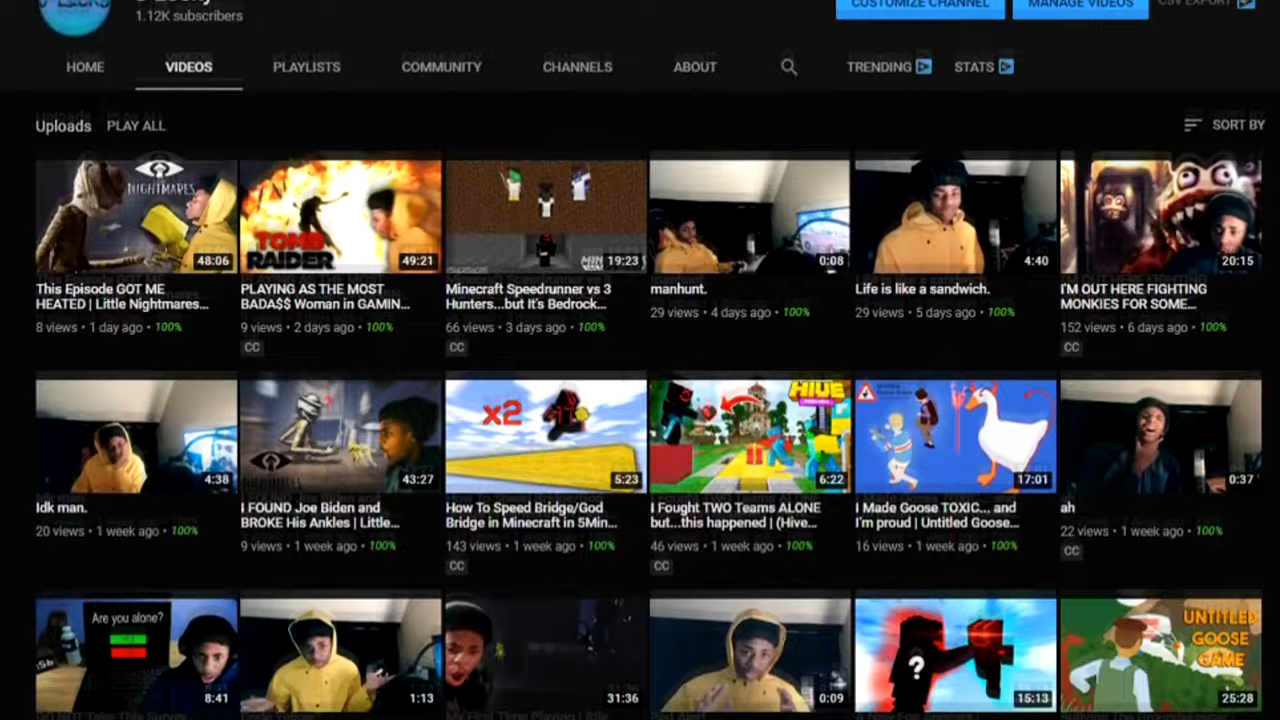 1.12K subscribers
CUSTOMIZE CHANNEL
MANAGE VIDEOS
CSV EXPORT
HOME
VIDEOS
PLAYLISTS
COMMUNITY
CHANNELS
ABOUT
TRENDING
STATS
Uploads
PLAY ALL
SORT BY
NIGHTMARES
48:06
TOMB
RAIDER
49:21
19:23
0:08
4:40
20:15
This Episode GOT ME
HEATED | Little Nightmares...
8 views • 1 day ago • 100%
PLAYING AS THE MOST
BADA$$ Woman in GAMIN...
9 views • 2 days ago • 100%
CC
Minecraft Speedrunner vs 3
Hunters...but It's Bedrock...
66 views • 3 days ago • 100%
CC
manhunt.
29 views • 4 days ago • 100%
Life is like a sandwich.
29 views • 5 days ago • 100%
I'M OUT HERE FIGHTING
MONKIES FOR SOME...
152 views • 6 days ago • 100%
CC
4:38
43:27
x2
5:23
HIVE
6:22
17:01
0:37
Idk man.
20 views • 1 week ago • 100%
I FOUND Joe Biden and
BROKE His Ankles | Little...
9 views • 1 week ago • 100%
How To Speed Bridge/God
Bridge in Minecraft in 5Min...
143 views • 1 week ago • 100%
CC
I Fought TWO Teams ALONE
but...this happened | (Hive...
46 views • 1 week ago • 100%
CC
I Made Goose TOXIC... and
I'm proud | Untitled Goose...
16 views • 1 week ago • 100%
ah
22 views • 1 week ago • 100%
CC
Are you alone?
8:41
1:13
31:36
0:09
?
15:13
UNTITLED
GOOSE
GAME
25:28